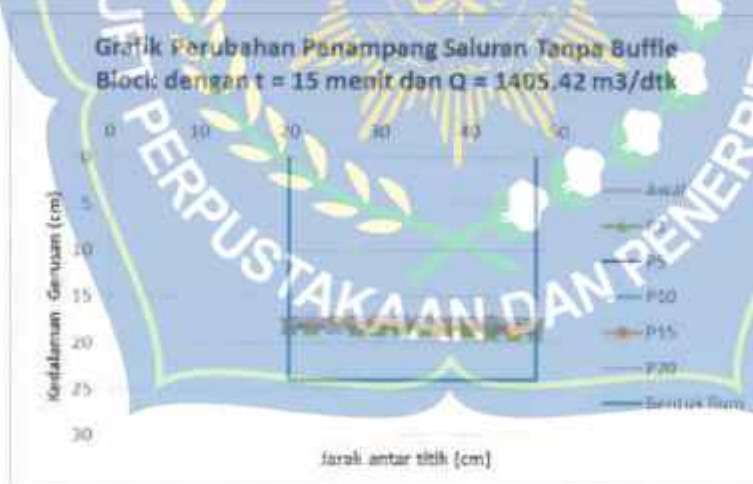 Grafik Perubahan Penampang Saluran Tanpa Buffle
Block dengan t = 15 menit dan Q = 1405.42 m3/dtk
0 10 20 30 40 50
0
5
10
15
20
25
30
Kedalaman Gerusan (cm)
Jarak antar titik (cm)
Awal
P5
P10
P15
P20
PERPUSTAKAAN DAN PENERBI